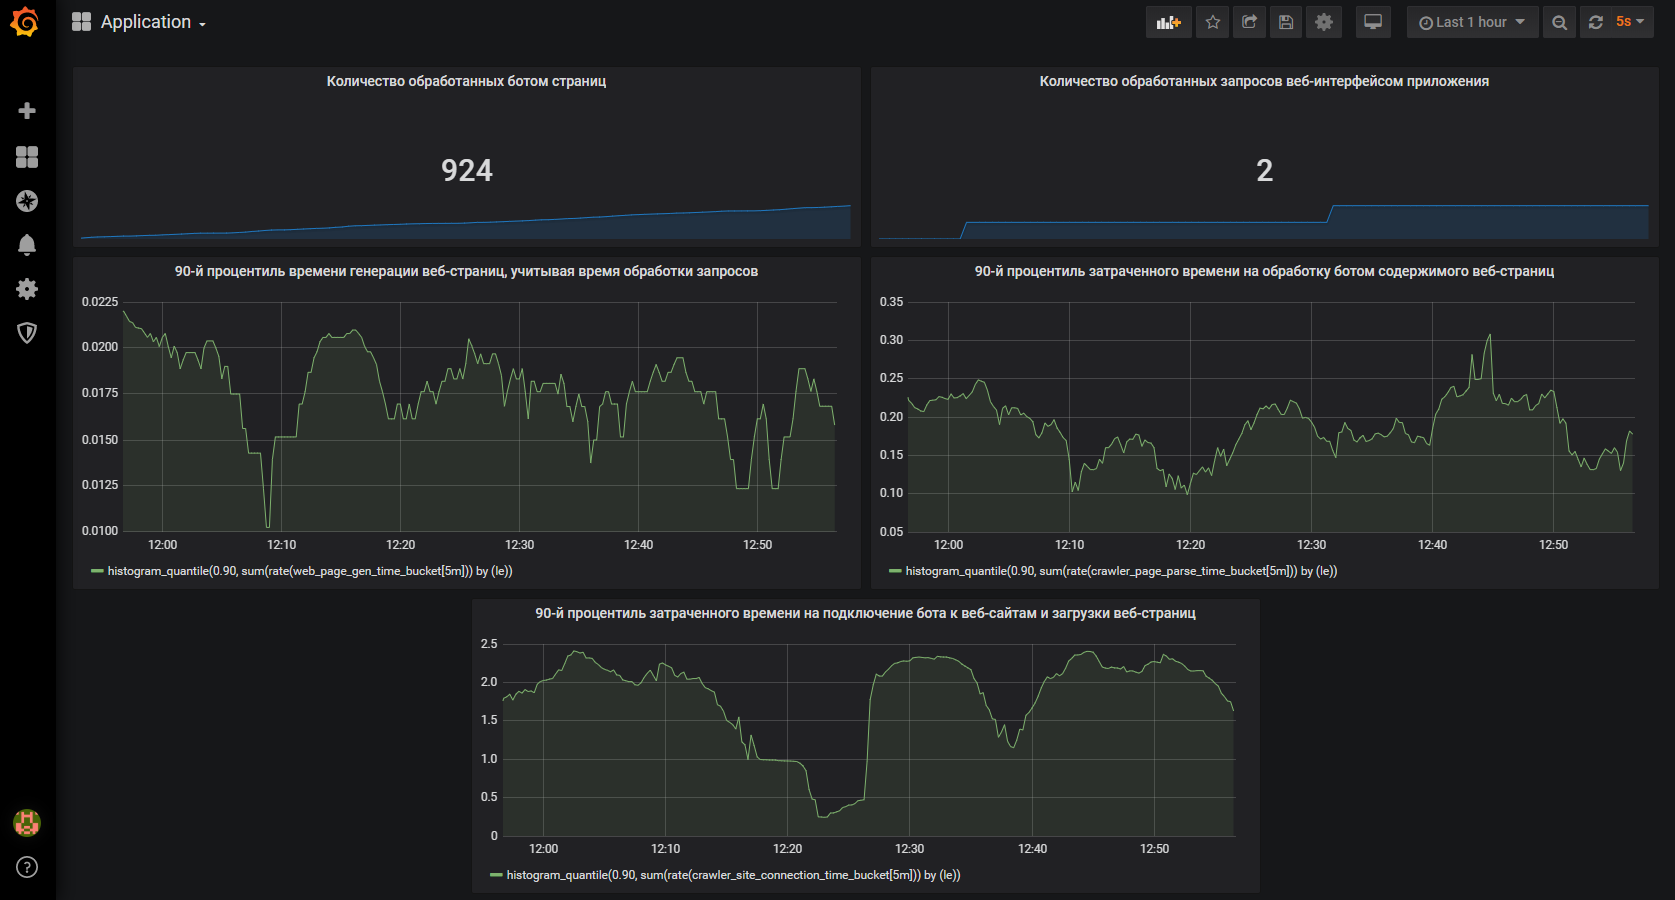 Application
Last 1 hour
5s
Количество обработанных ботом страниц
924
Количество обработанных запросов веб-интерфейсом приложения
2
90-й процентиль времени генерации веб-страниц, учитывая время обработки запросов
0.0225
0.0200
0.0175
0.0150
0.0125
0.0100
12:00 12:10 12:20 12:30 12:40 12:50
histogram_quantile(0.90, sum(rate(web_page_gen_time_bucket[5m])) by (le))
90-й процентиль затраченного времени на обработку ботом содержимого веб-страниц
0.35
0.30
0.25
0.20
0.15
0.10
0.05
12:00 12:10 12:20 12:30 12:40 12:50
histogram_quantile(0.90, sum(rate(crawler_page_parse_time_bucket[5m])) by (le))
90-й процентиль затраченного времени на подключение бота к веб-сайтам и загрузки веб-страниц
2.5
2.0
1.5
1.0
0.5
0
12:00 12:10 12:20 12:30 12:40 12:50
histogram_quantile(0.90, sum(rate(crawler_site_connection_time_bucket[5m])) by (le))